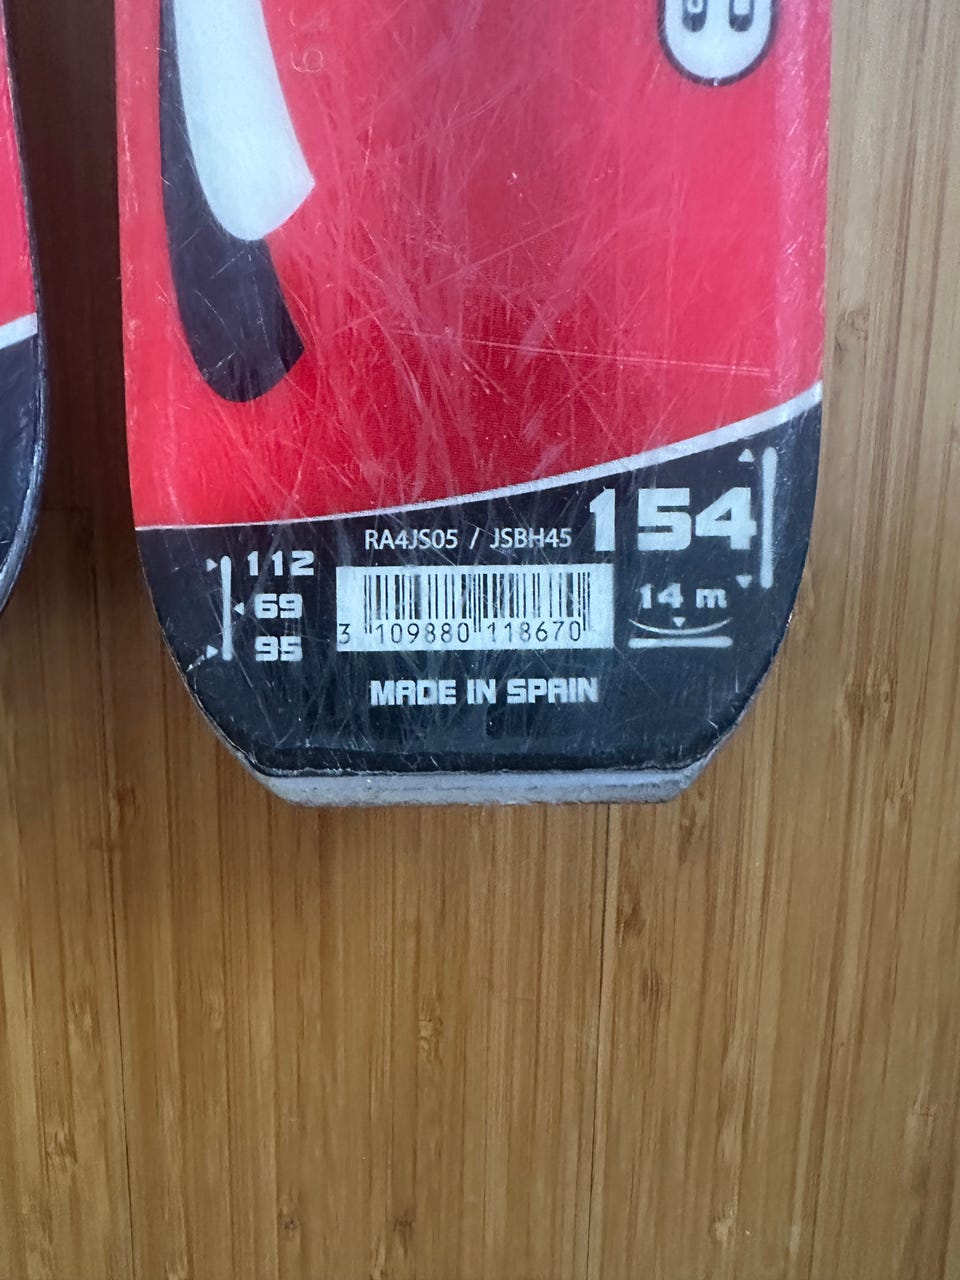 RA4JS05 / JSBH45
154
112
69
95
3 109880 118670
14 m
MADE IN SPAIN